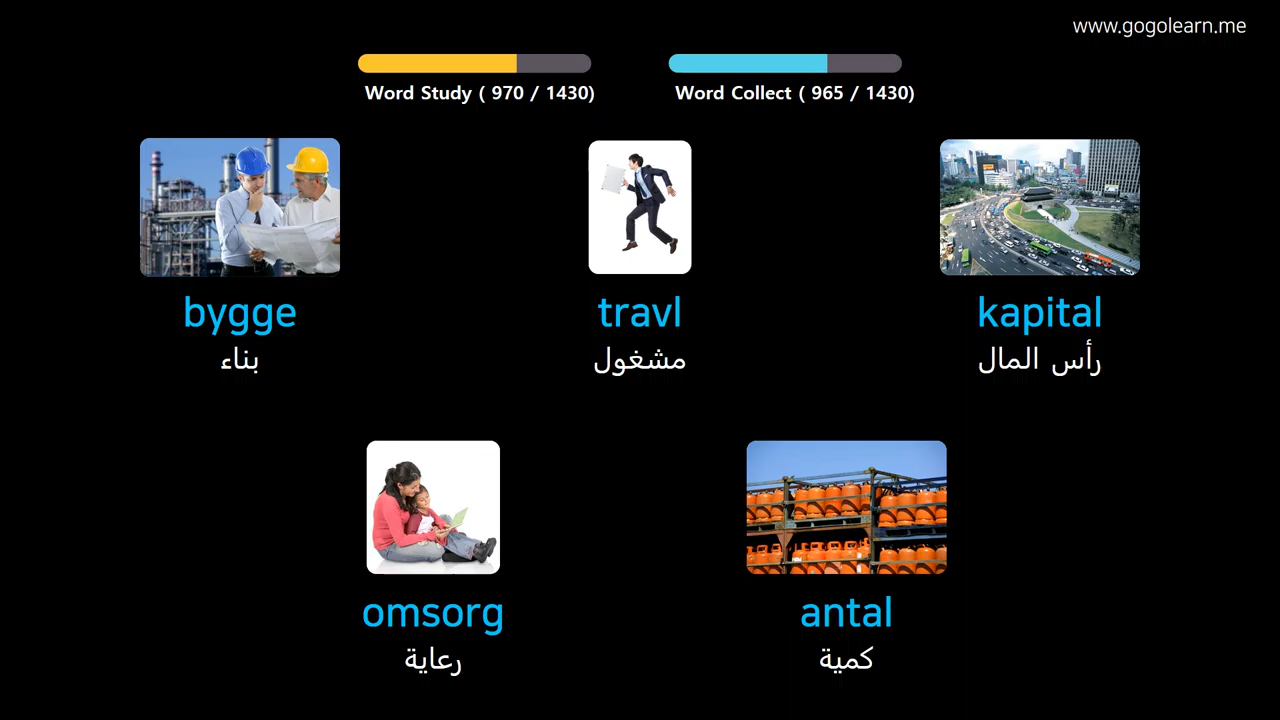 www.gogolearn.me
Word Study ( 970 / 1430)
Word Collect ( 965 / 1430)
bygge
بناء
travl
مشغول
kapital
رأس المال
omsorg
رعاية
antal
كمية